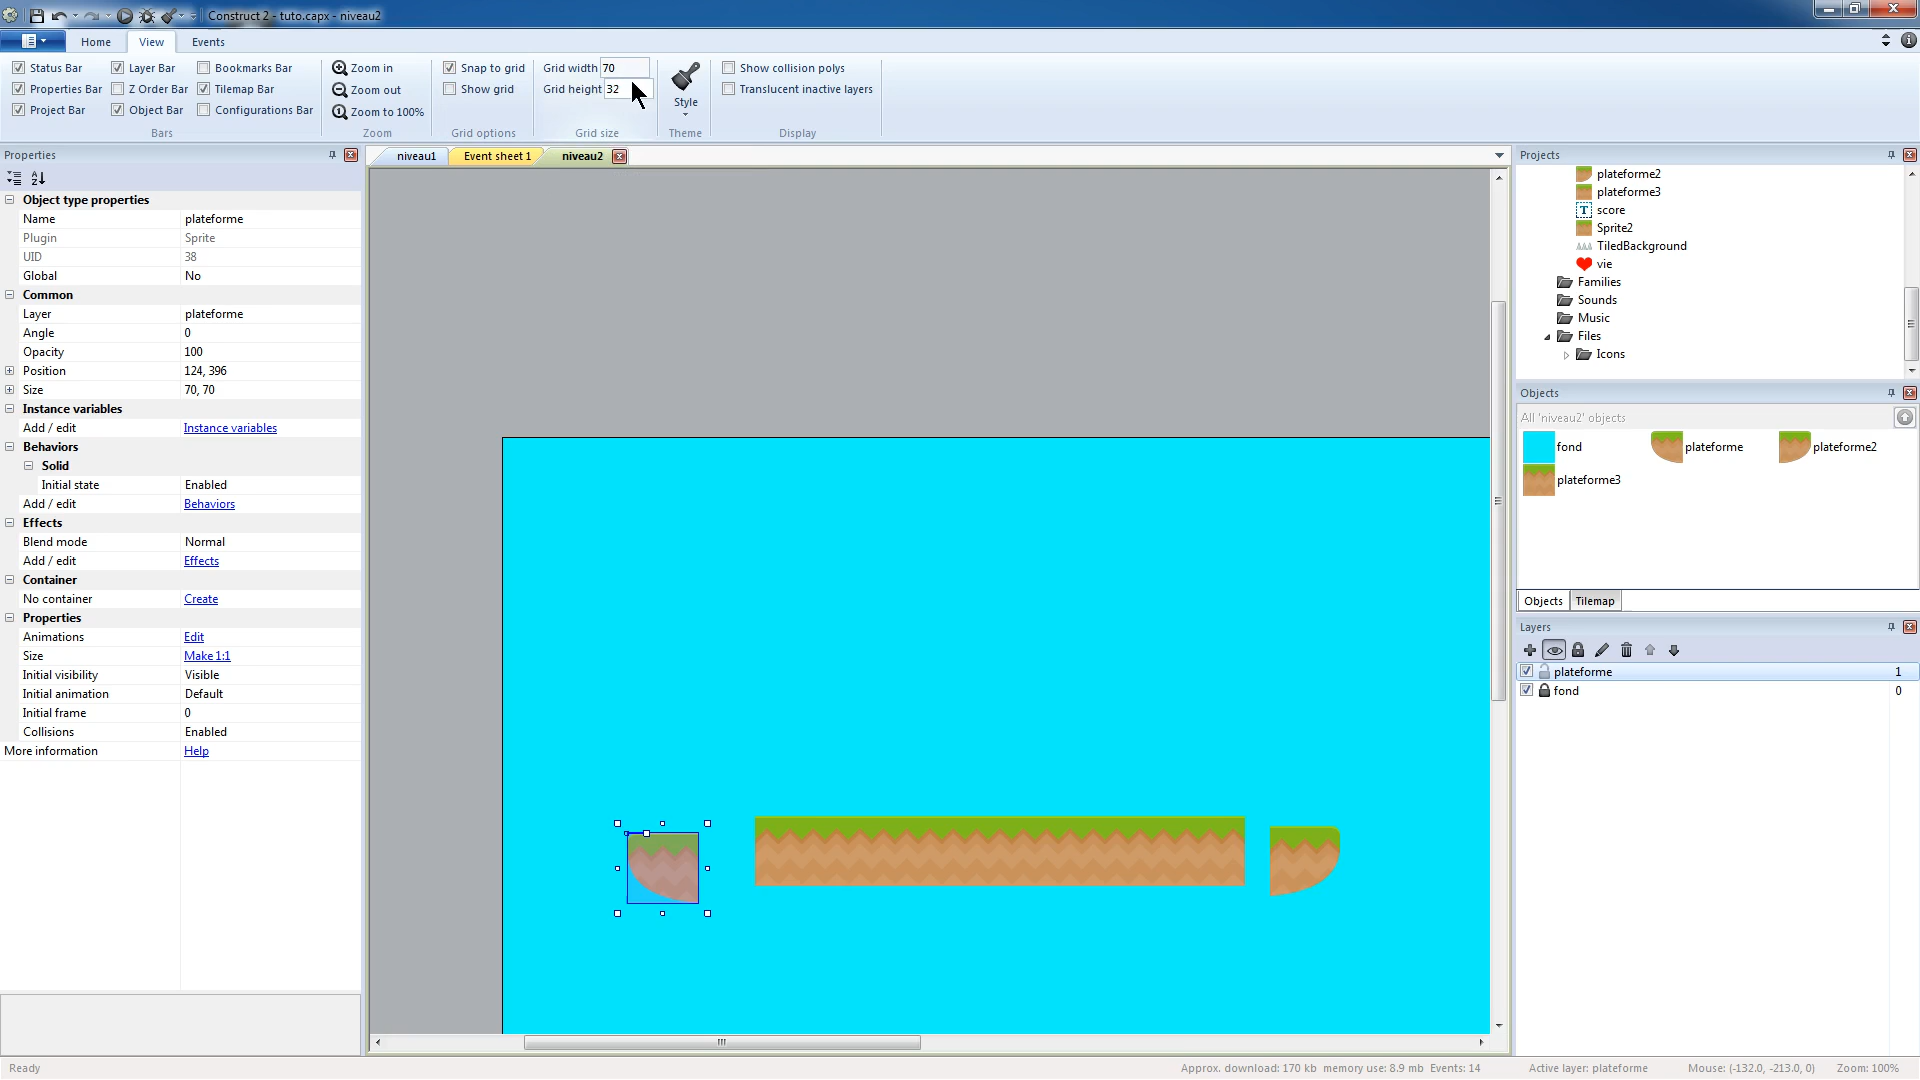 Construct 2 - tuto.capx - niveau2
Home View Events
Status Bar Layer Bar Bookmarks Bar Zoom in Snap to grid Grid width 70 Show collision polys
Properties Bar Z Order Bar Tilemap Bar Zoom out Show grid Grid height 32 Style Translucent inactive layers
Project Bar Object Bar Configurations Bar Zoom to 100%
Bars Zoom Grid options Grid size Theme Display
Properties
Object type properties
Name plateforme
Plugin Sprite
UID 38
Global No
Common
Layer plateforme
Angle 0
Opacity 100
Position 124, 396
Size 70, 70
Instance variables
Add / edit Instance variables
Behaviors
Solid
Initial state Enabled
Add / edit Behaviors
Effects
Blend mode Normal
Add / edit Effects
Container
No container Create
Properties
Animations Edit
Size Make 1:1
Initial visibility Visible
Initial animation Default
Initial frame 0
Collisions Enabled
More information Help
niveau1 Event sheet 1 niveau2
Projects
plateforme2
plateforme3
T score
Sprite2
TiledBackground
vie
Families
Sounds
Music
Files
Icons
Objects
All 'niveau2' objects
fond plateforme plateforme2
plateforme3
Objects Tilemap
Layers
plateforme 1
fond 0
Ready Approx. download: 170 kb memory use: 8.9 mb Events: 14 Active layer: plateforme Mouse: (-132.0, -213.0, 0) Zoom: 100%